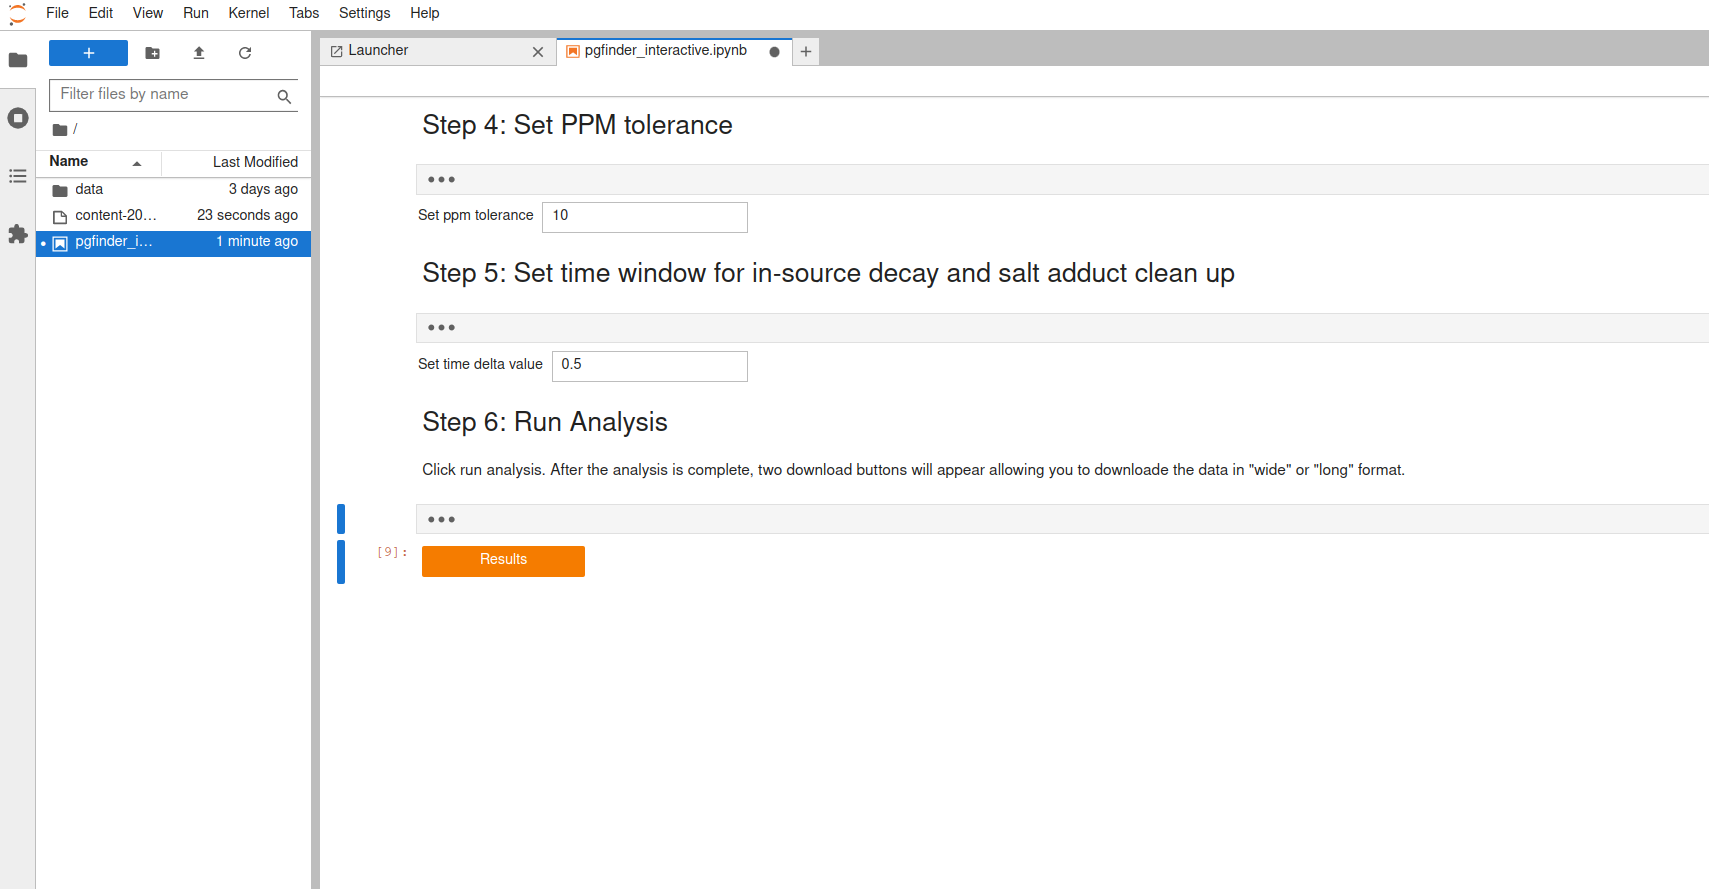 File Edit View Run Kernel Tabs Settings Help
Launcher
pgfinder_interactive.ipynb
Filter files by name
/
Name Last Modified
data 3 days ago
content-20… 23 seconds ago
pgfinder_i… 1 minute ago
Step 4: Set PPM tolerance
Set ppm tolerance 10
Step 5: Set time window for in-source decay and salt adduct clean up
Set time delta value 0.5
Step 6: Run Analysis
Click run analysis. After the analysis is complete, two download buttons will appear allowing you to downloade the data in "wide" or "long" format.
[9]: Results